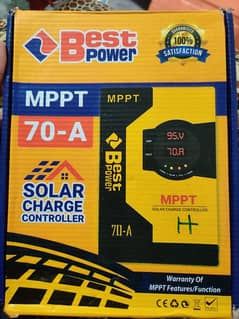 Best
Power
100%
SATISFACTION
MPPT
70-A
MPPT
95.V
70.A
Best
Power
SOLAR
CHARGE
CONTROLLER
MPPT
SOLAR CHARGE CONTROLLER
H
70-A
Warranty Of
MPPT Features/Function